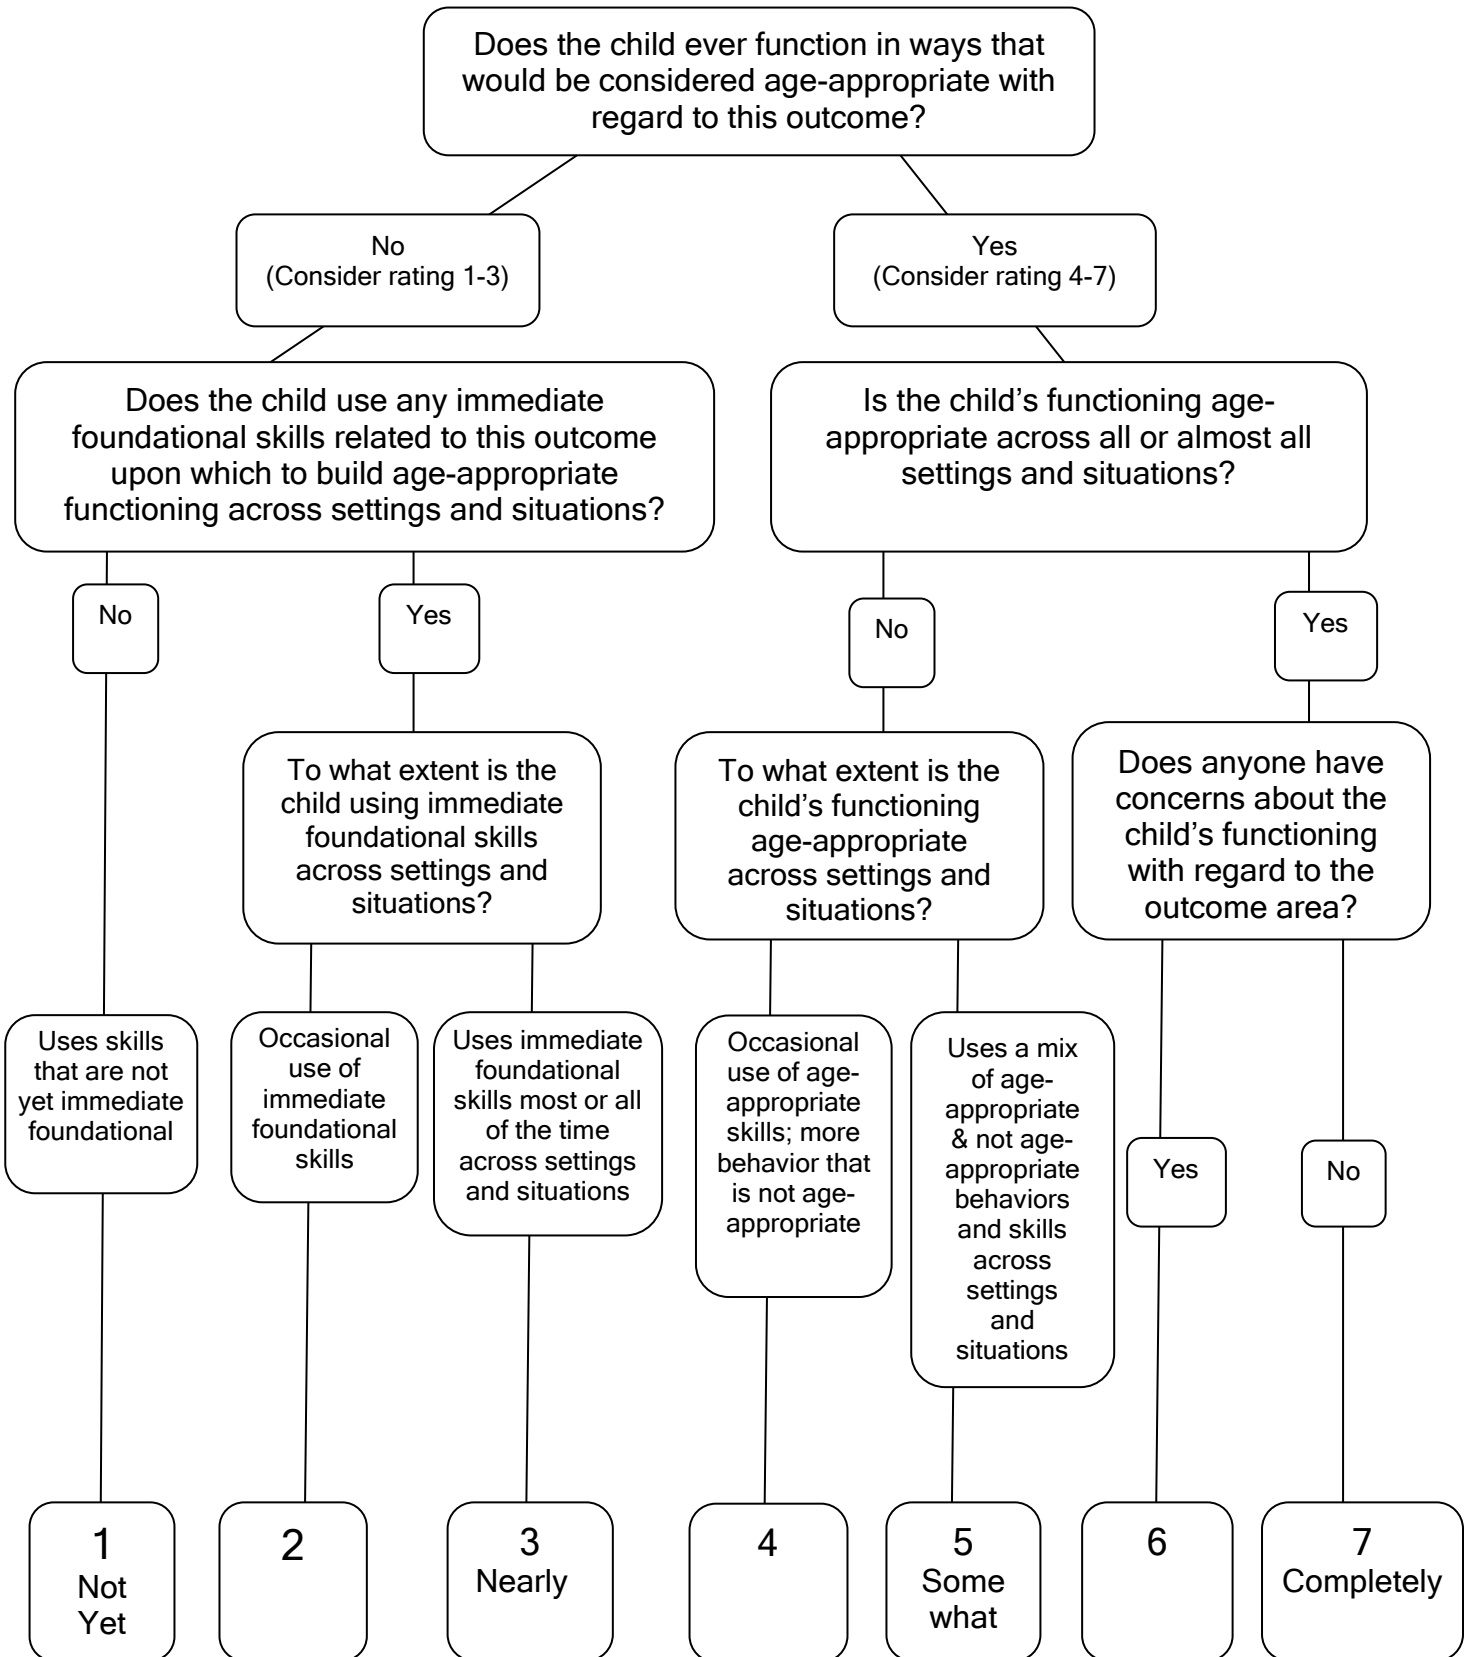 Does the child ever function in ways that
would be considered age-appropriate with
regard to this outcome?
No
(Consider rating 1-3)
Yes
(Consider rating 4-7)
Does the child use any immediate
foundational skills related to this outcome
upon which to build age-appropriate
functioning across settings and situations?
Is the child’s functioning age-
appropriate across all or almost all
settings and situations?
No
Yes
No
Yes
To what extent is the
child using immediate
foundational skills
across settings and
situations?
To what extent is the
child’s functioning
age-appropriate
across settings and
situations?
Does anyone have
concerns about the
child’s functioning
with regard to the
outcome area?
Uses skills
that are not
yet immediate
foundational
Occasional
use of
immediate
foundational
skills
Uses immediate
foundational
skills most or all
of the time
across settings
and situations
Occasional
use of age-
appropriate
skills; more
behavior that
is not age-
appropriate
Uses a mix
of age-
appropriate
& not age-
appropriate
behaviors
and skills
across
settings
and
situations
Yes
No
1
Not
Yet
2
3
Nearly
4
5
Some
what
6
7
Completely